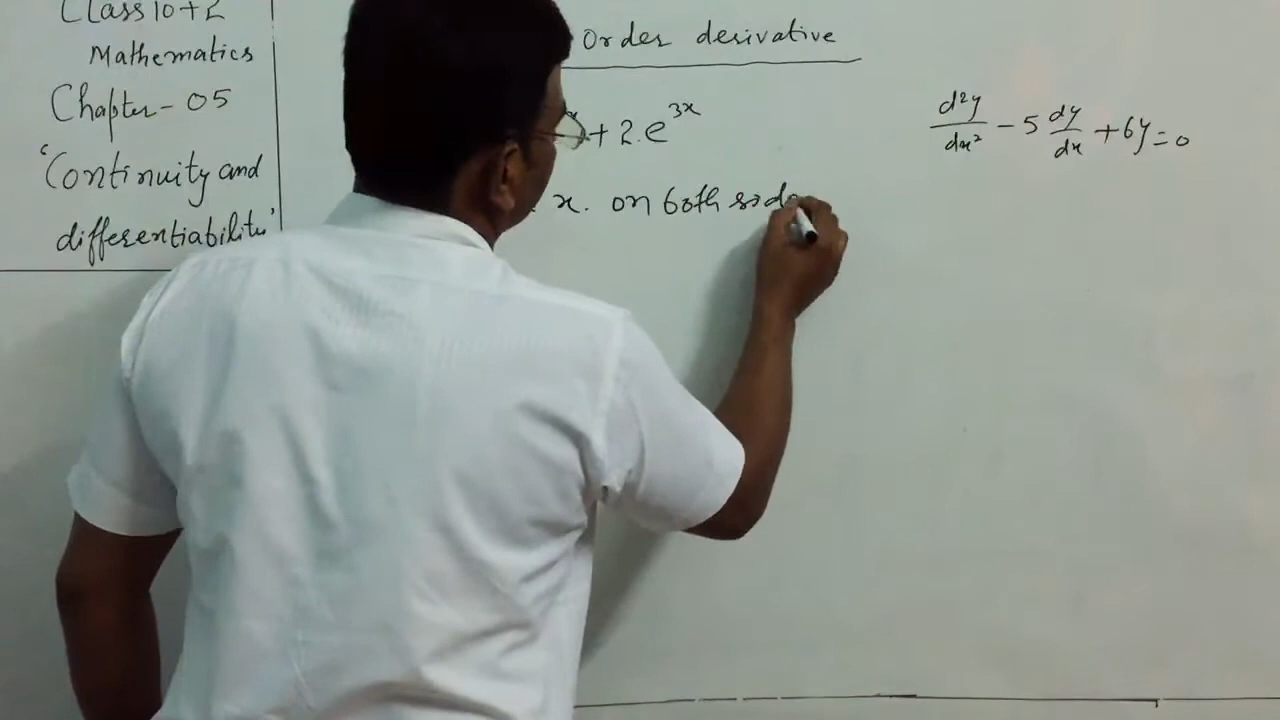 Class 10+2
Mathematics
Chapter - 05
'Continuity and
differentiability'
Order derivative
x + 2.e^{3x}
x. on both side
d²y/dx² - 5 dy/dx + 6y = 0